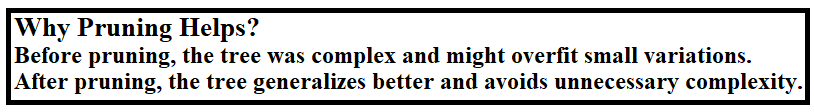 Why Pruning Helps?
Before pruning, the tree was complex and might overfit small variations.
After pruning, the tree generalizes better and avoids unnecessary complexity.